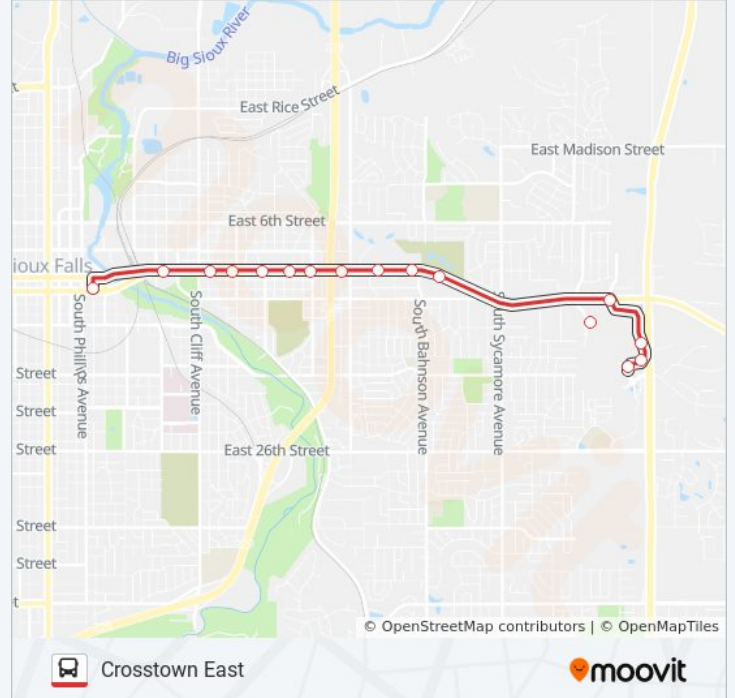 Big Sioux River
East Rice Street
East Madison Street
East 6th Street
ioux Falls
South Phillips Avenue
South Cliff Avenue
South Bahnson Avenue
outh Sycamore Avenue
Street
Street
East 26th Street
Street
Street
Street
t
t
© OpenStreetMap contributors | © OpenMapTiles
Crosstown East
moovit